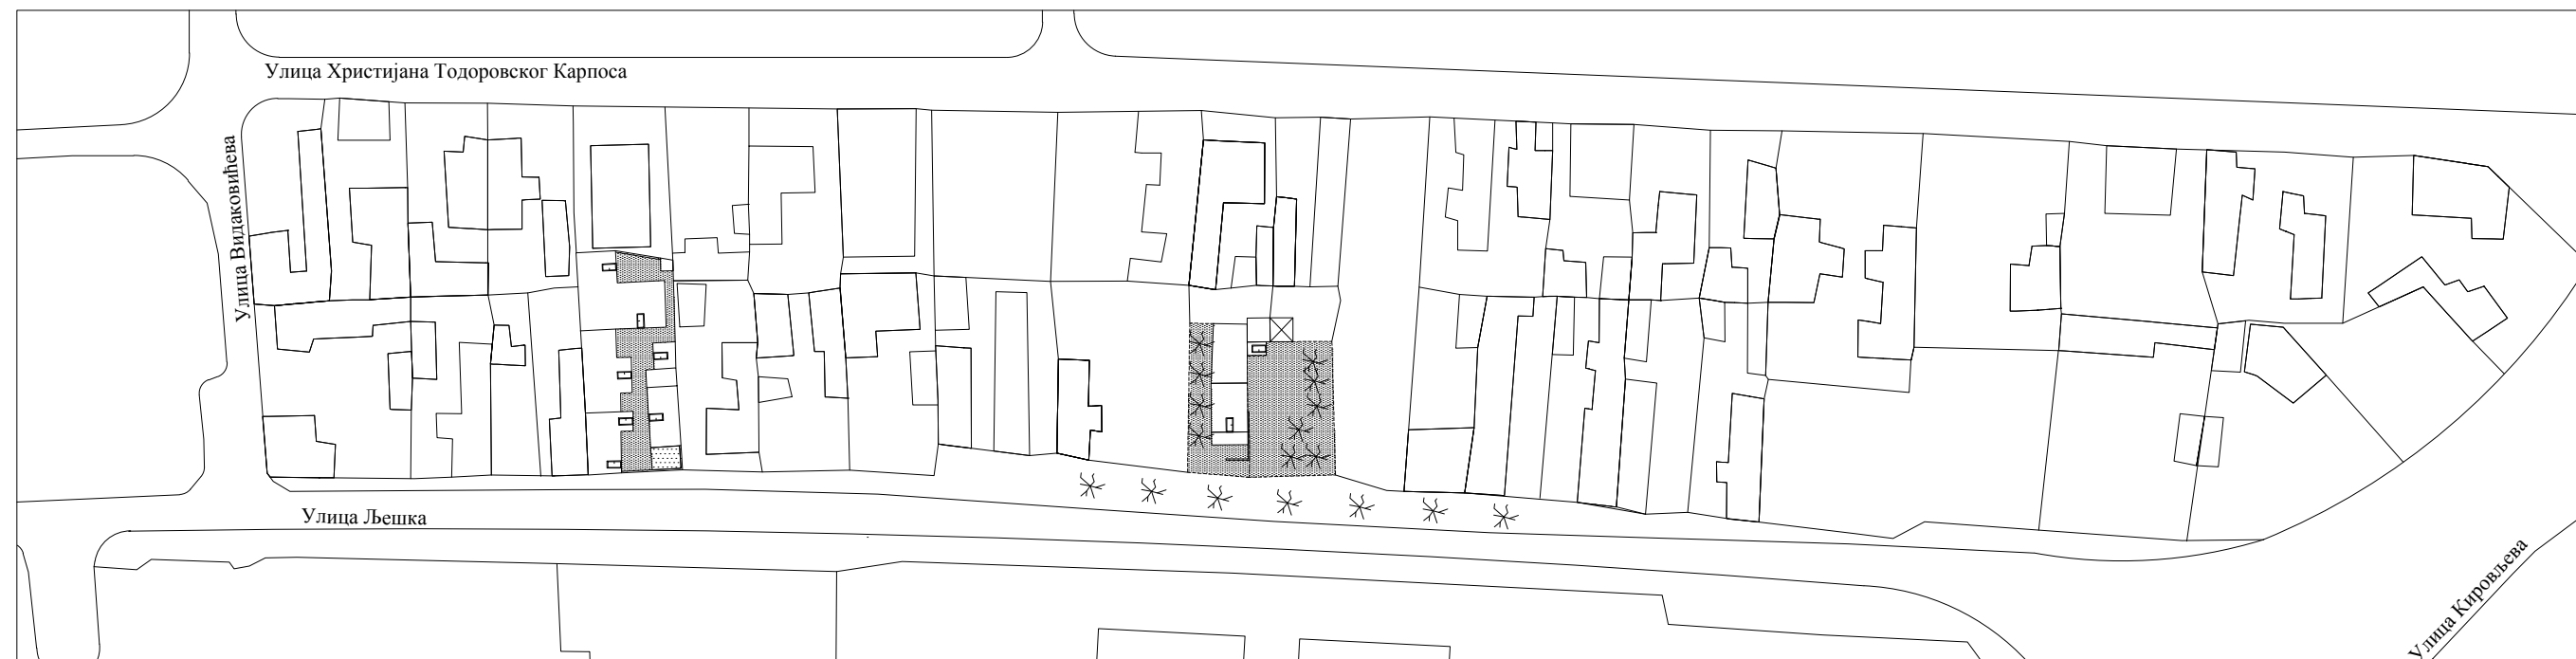 Улица Христијана Тодоровског Карпоса
Улица Видаковићева
Улица Љешка
Улица Кировљева